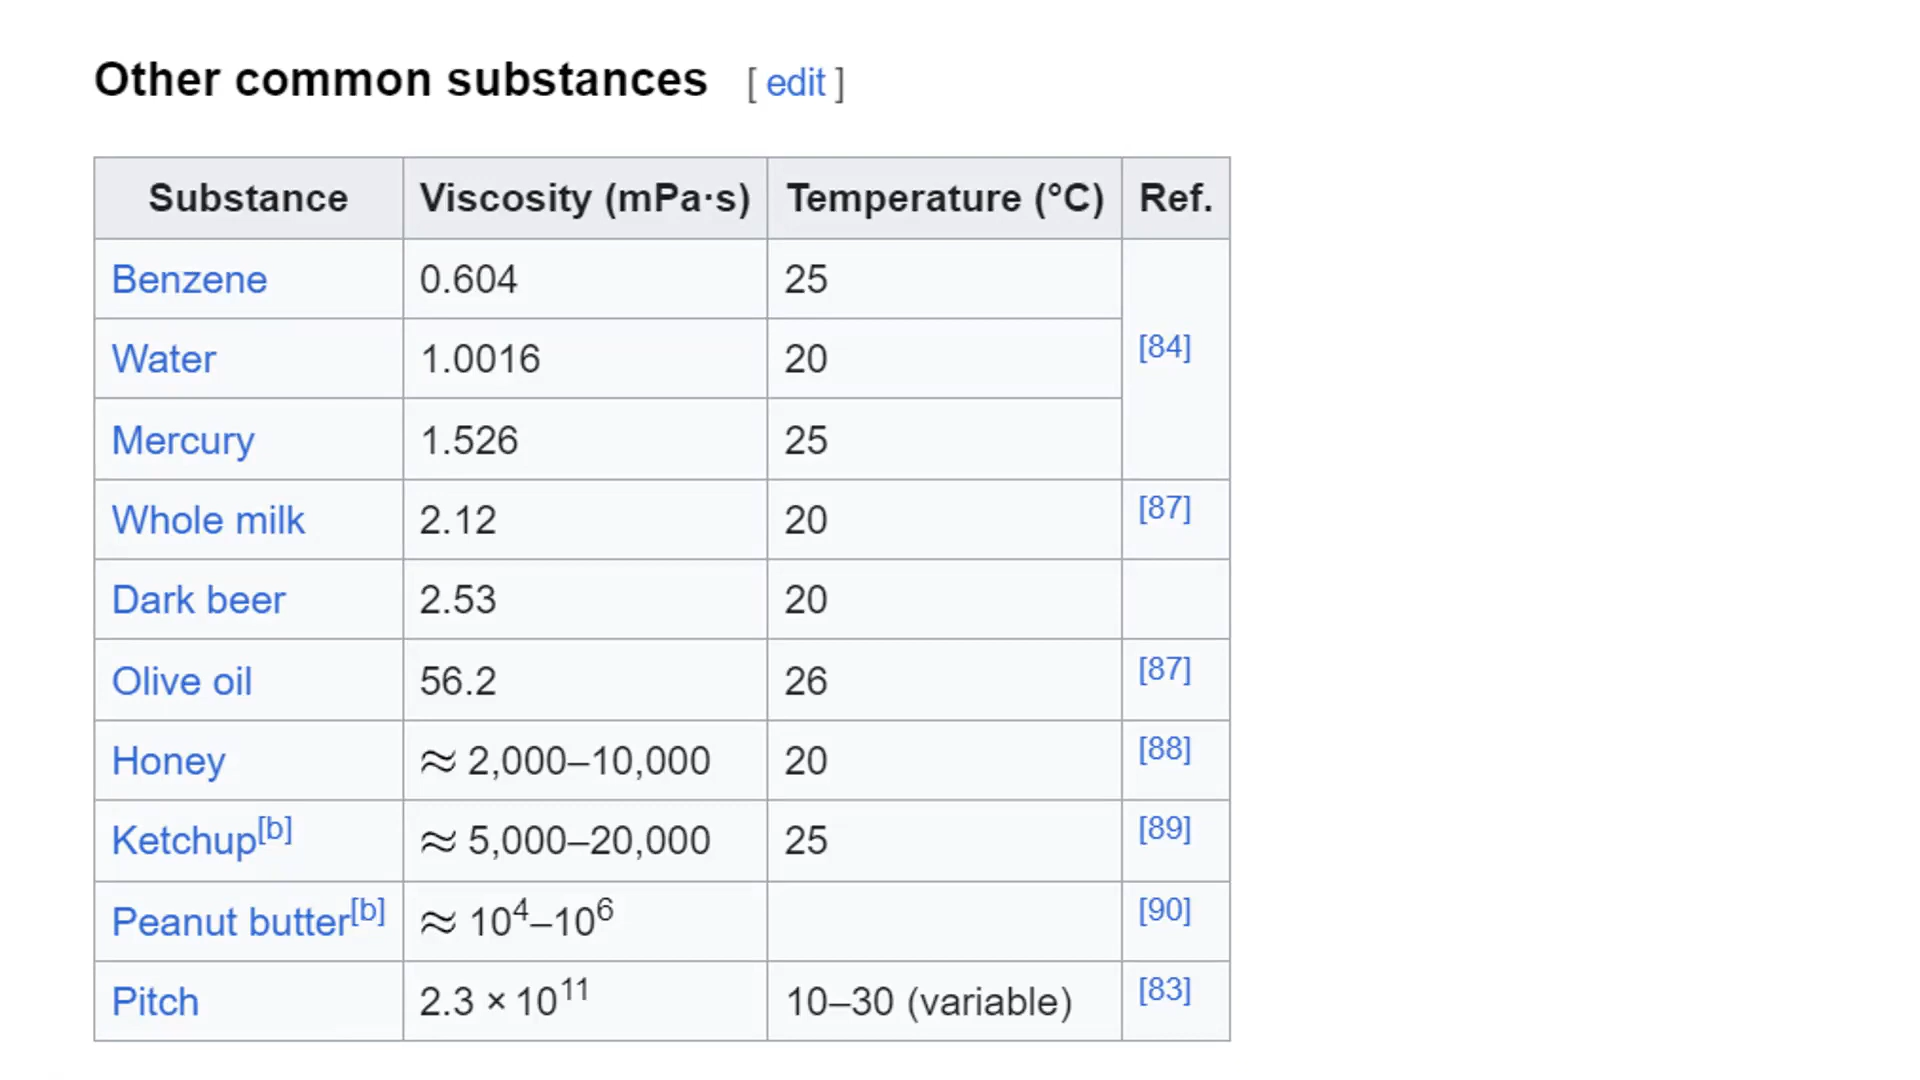 Other common substances [ edit ]
Substance Viscosity (mPa·s) Temperature (°C) Ref.
Benzene 0.604 25
Water 1.0016 20 [84]
Mercury 1.526 25
Whole milk 2.12 20 [87]
Dark beer 2.53 20
Olive oil 56.2 26 [87]
Honey ≈ 2,000–10,000 20 [88]
Ketchup[b] ≈ 5,000–20,000 25 [89]
Peanut butter[b] ≈ 10⁴–10⁶ [90]
Pitch 2.3 × 10¹¹ 10–30 (variable) [83]